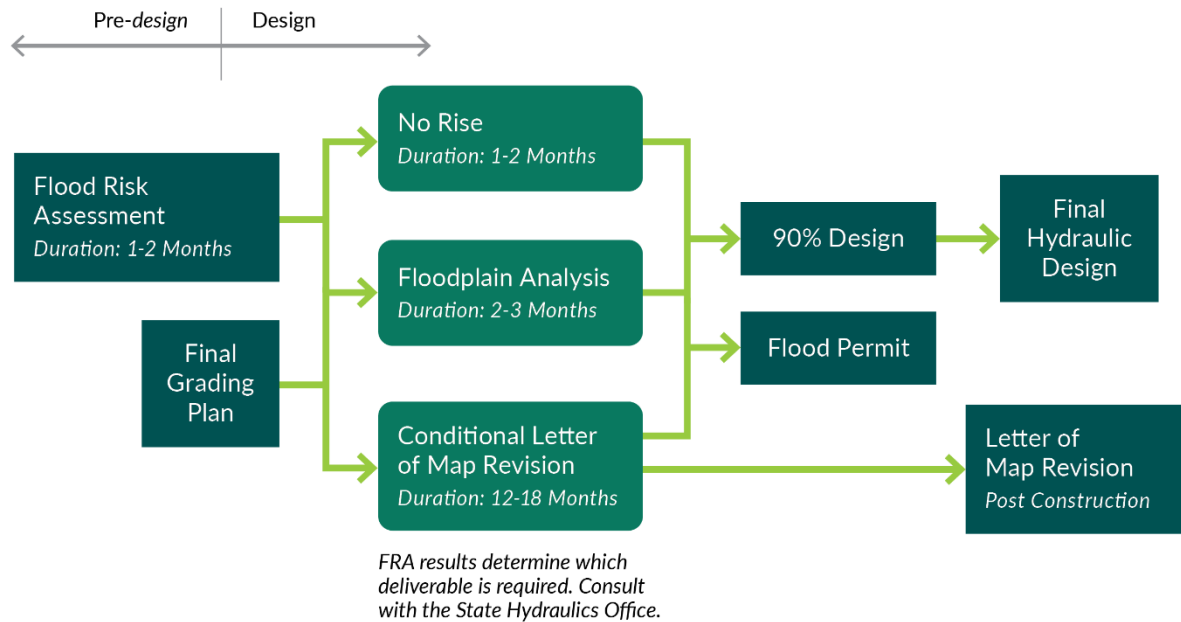 Pre-design
Design
Flood Risk
Assessment
Duration: 1-2 Months
Final
Grading
Plan
No Rise
Duration: 1-2 Months
Floodplain Analysis
Duration: 2-3 Months
Conditional Letter
of Map Revision
Duration: 12-18 Months
FRA results determine which
deliverable is required. Consult
with the State Hydraulics Office.
90% Design
Flood Permit
Final
Hydraulic
Design
Letter of
Map Revision
Post Construction